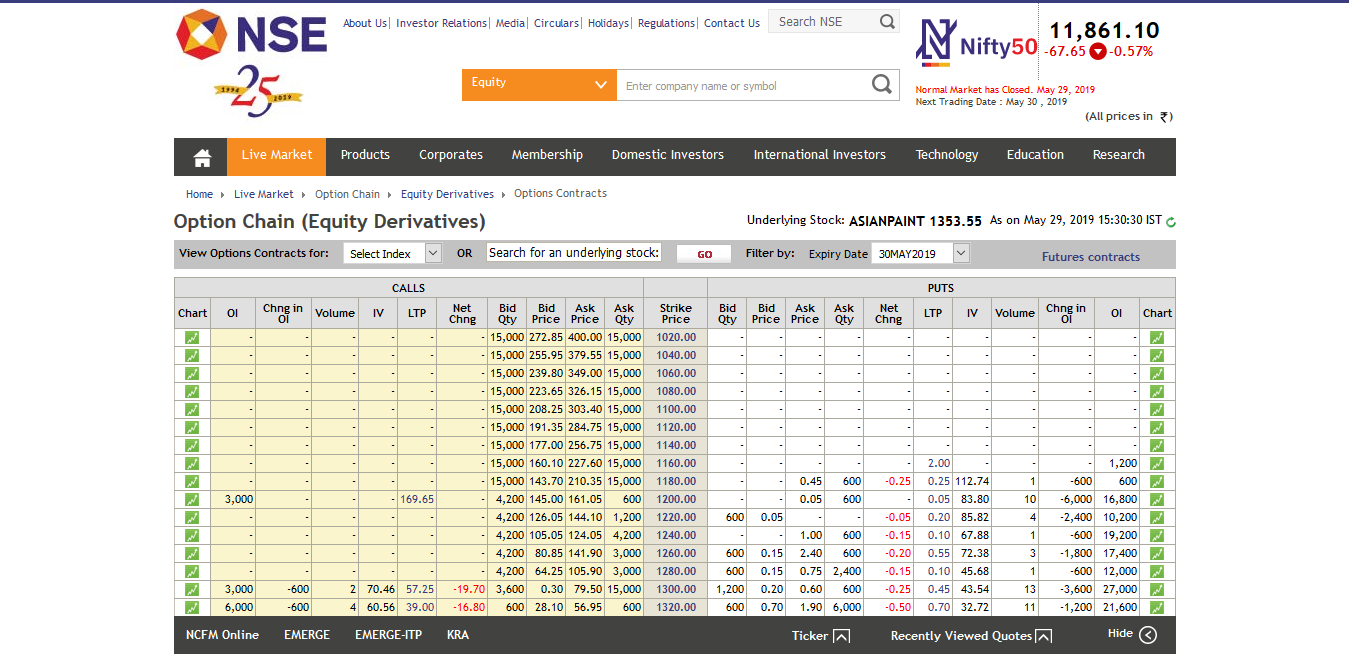 NSE
1994 25 2019
About Us| Investor Relations| Media| Circulars| Holidays| Regulations| Contact Us
Search NSE
Equity
Enter company name or symbol
Nifty50
11,861.10
-67.65 -0.57%
Normal Market has Closed. May 29, 2019
Next Trading Date : May 30 , 2019
(All prices in ₹)
Live Market Products Corporates Membership Domestic Investors International Investors Technology Education Research
Home Live Market Option Chain Equity Derivatives Options Contracts
Option Chain (Equity Derivatives)
Underlying Stock: ASIANPAINT 1353.55 As on May 29, 2019 15:30:30 IST
View Options Contracts for: Select Index OR Search for an underlying stock: GO Filter by: Expiry Date 30MAY2019 Futures contracts
CALLS PUTS
Chart OI Chng in OI Volume IV LTP Net Chng Bid Qty Bid Price Ask Price Ask Qty Strike Price Bid Qty Bid Price Ask Price Ask Qty Net Chng LTP IV Volume Chng in OI OI Chart
- - - - - - 15,000 272.85 400.00 15,000 1020.00 - - - - - - - - - -
- - - - - - 15,000 255.95 379.55 15,000 1040.00 - - - - - - - - - -
- - - - - - 15,000 239.80 349.00 15,000 1060.00 - - - - - - - - - -
- - - - - - 15,000 223.65 326.15 15,000 1080.00 - - - - - - - - - -
- - - - - - 15,000 208.25 303.40 15,000 1100.00 - - - - - - - - - -
- - - - - - 15,000 191.35 284.75 15,000 1120.00 - - - - - - - - - -
- - - - - - 15,000 177.00 256.75 15,000 1140.00 - - - - - - - - - -
- - - - - - 15,000 160.10 227.60 15,000 1160.00 - - - - - 2.00 - - - 1,200
- - - - - - 15,000 143.70 210.35 15,000 1180.00 - - 0.45 600 -0.25 0.25 112.74 1 -600 600
3,000 - - - 169.65 - 4,200 145.00 161.05 600 1200.00 - - 0.05 600 - 0.05 83.80 10 -6,000 16,800
- - - - - - 4,200 126.05 144.10 1,200 1220.00 600 0.05 - - -0.05 0.20 85.82 4 -2,400 10,200
- - - - - - 4,200 105.05 124.05 4,200 1240.00 - - 1.00 600 -0.15 0.10 67.88 1 -600 19,200
- - - - - - 4,200 80.85 141.90 3,000 1260.00 600 0.15 2.40 600 -0.20 0.55 72.38 3 -1,800 17,400
- - - - - - 4,200 64.25 105.90 3,000 1280.00 600 0.15 0.75 2,400 -0.15 0.10 45.68 1 -600 12,000
3,000 -600 2 70.46 57.25 -19.70 3,600 0.30 79.50 15,000 1300.00 1,200 0.20 0.60 600 -0.25 0.45 43.54 13 -3,600 27,000
6,000 -600 4 60.56 39.00 -16.80 600 28.10 56.95 600 1320.00 600 0.70 1.90 6,000 -0.50 0.70 32.72 11 -1,200 21,600
NCFM Online EMERGE EMERGE-ITP KRA Ticker Recently Viewed Quotes Hide